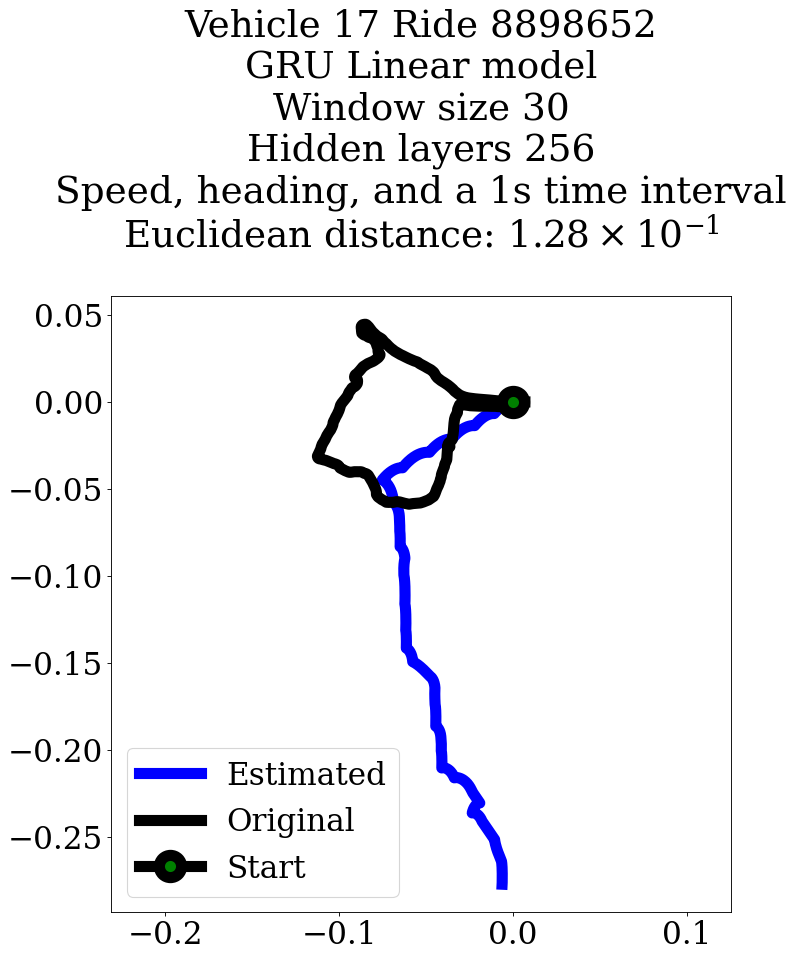 Vehicle 17 Ride 8898652
GRU Linear model
Window size 30
Hidden layers 256
Speed, heading, and a 1s time interval
Euclidean distance: 1.28 × 10⁻¹
0.05
0.00
−0.05
−0.10
−0.15
−0.20
−0.25
Estimated
Original
Start
−0.2 −0.1 0.0 0.1